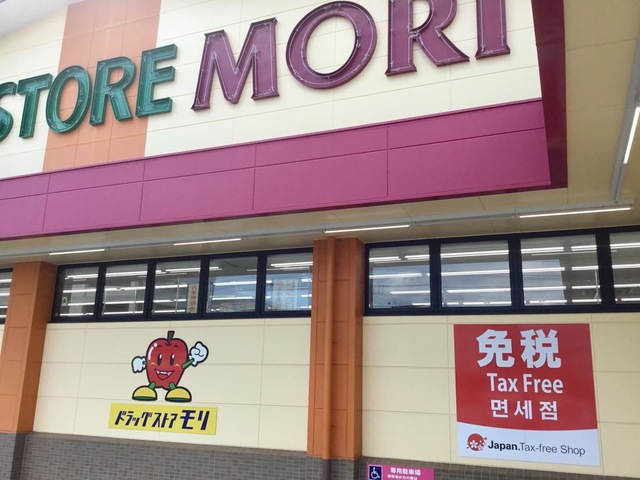 STORE MORI
ドラッグストア モリ
免税
Tax Free
면세점
Japan.Tax-free Shop
専用駐車場